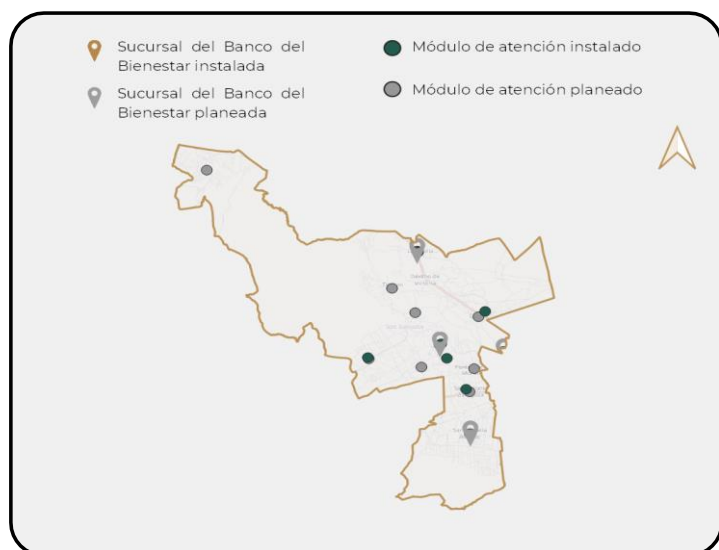 Sucursal del Banco del
Bienestar instalada
Sucursal del Banco del
Bienestar planeada
Módulo de atención instalado
Módulo de atención planeado